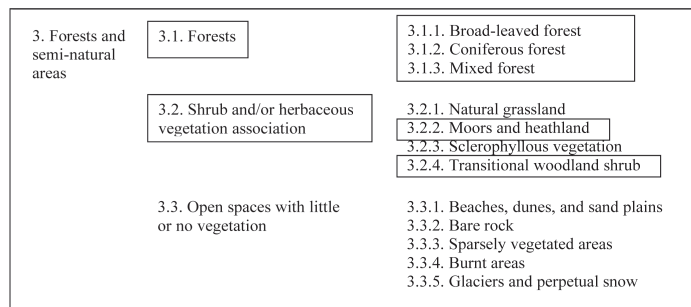 3. Forests and
semi-natural
areas
3.1. Forests
3.1.1. Broad-leaved forest
3.1.2. Coniferous forest
3.1.3. Mixed forest
3.2. Shrub and/or herbaceous
vegetation association
3.2.1. Natural grassland
3.2.2. Moors and heathland
3.2.3. Sclerophyllous vegetation
3.2.4. Transitional woodland shrub
3.3. Open spaces with little
or no vegetation
3.3.1. Beaches, dunes, and sand plains
3.3.2. Bare rock
3.3.3. Sparsely vegetated areas
3.3.4. Burnt areas
3.3.5. Glaciers and perpetual snow